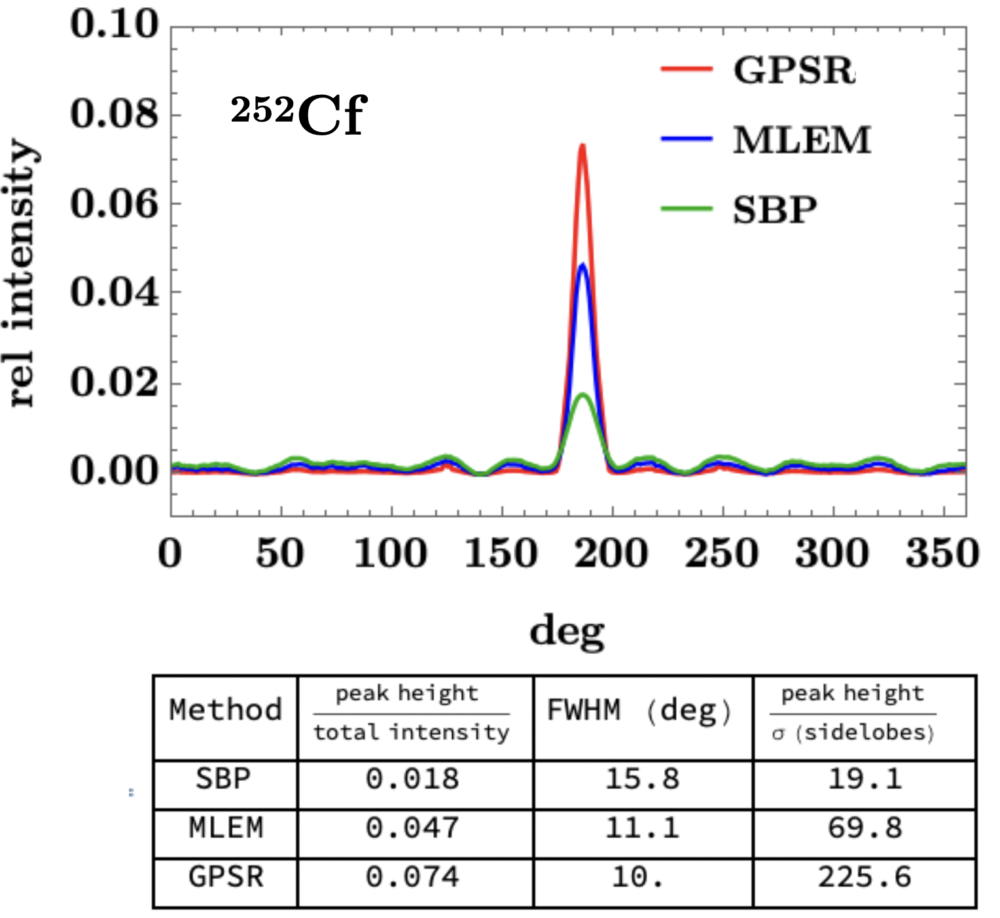 0.10
0.08
0.06
0.04
0.02
0.00
rel intensity
²⁵²Cf
GPSR
MLEM
SBP
0 50 100 150 200 250 300 350
deg
Method peak height / total intensity FWHM (deg) peak height / σ (sidelobes)
SBP 0.018 15.8 19.1
MLEM 0.047 11.1 69.8
GPSR 0.074 10. 225.6